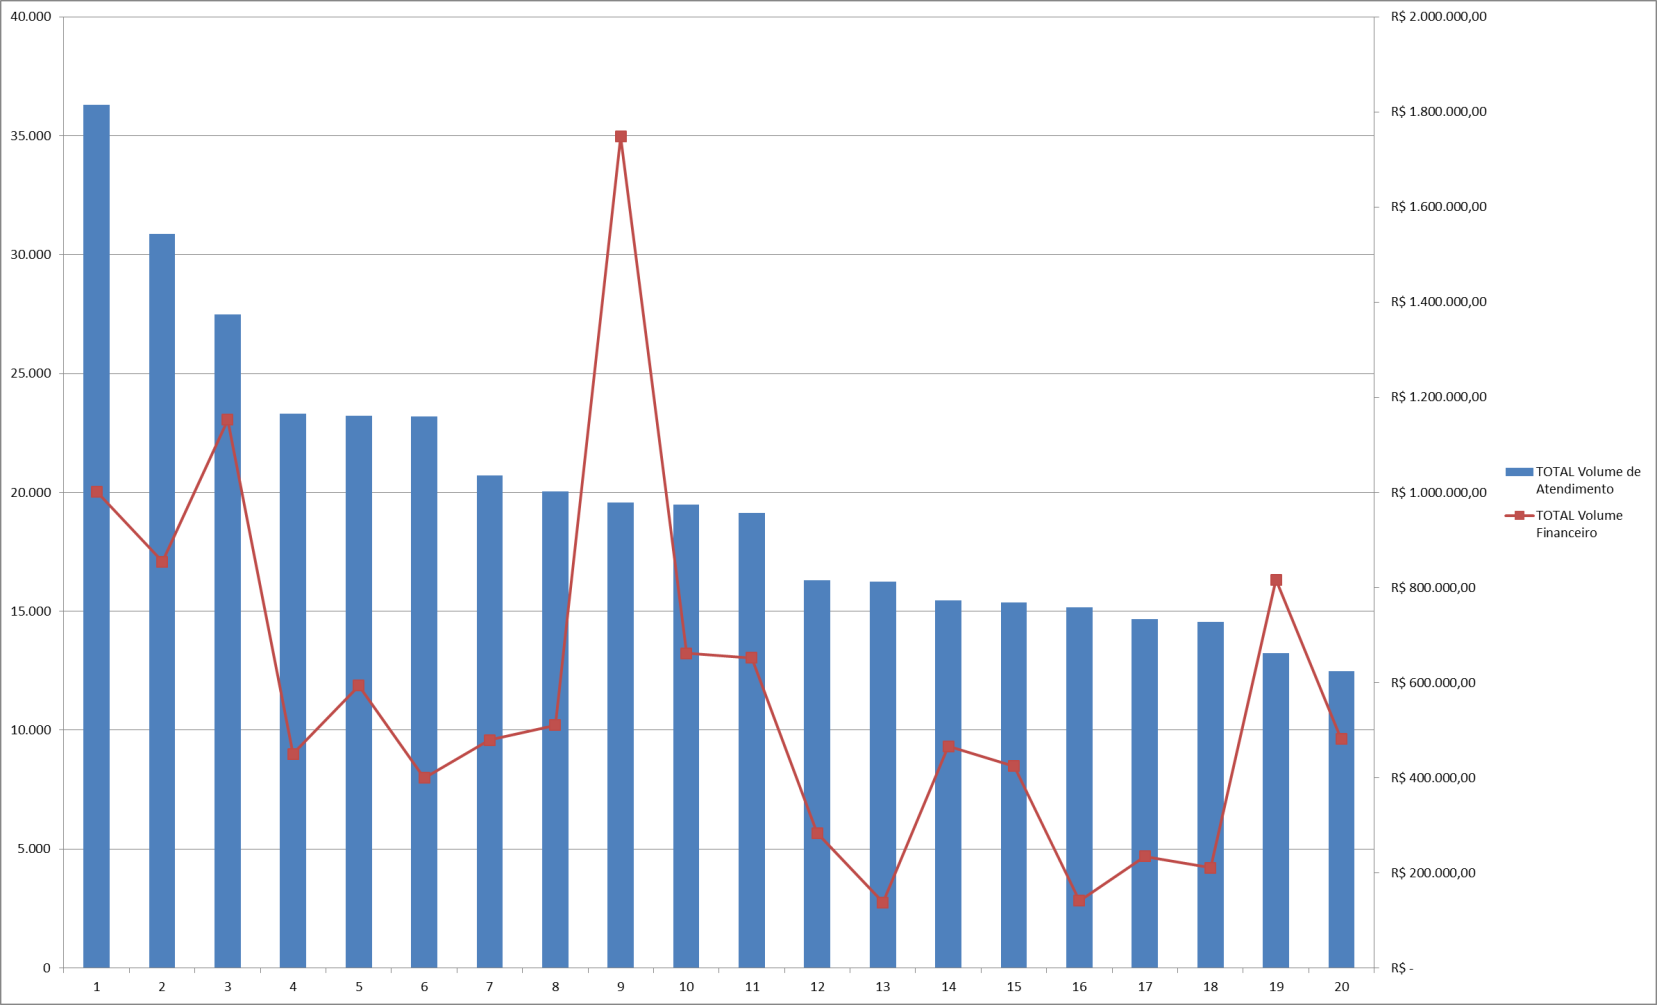 40.000
35.000
30.000
25.000
20.000
15.000
10.000
5.000
0
R$ 2.000.000,00
R$ 1.800.000,00
R$ 1.600.000,00
R$ 1.400.000,00
R$ 1.200.000,00
R$ 1.000.000,00
R$ 800.000,00
R$ 600.000,00
R$ 400.000,00
R$ 200.000,00
R$ -
1 2 3 4 5 6 7 8 9 10 11 12 13 14 15 16 17 18 19 20
TOTAL Volume de
Atendimento
TOTAL Volume
Financeiro